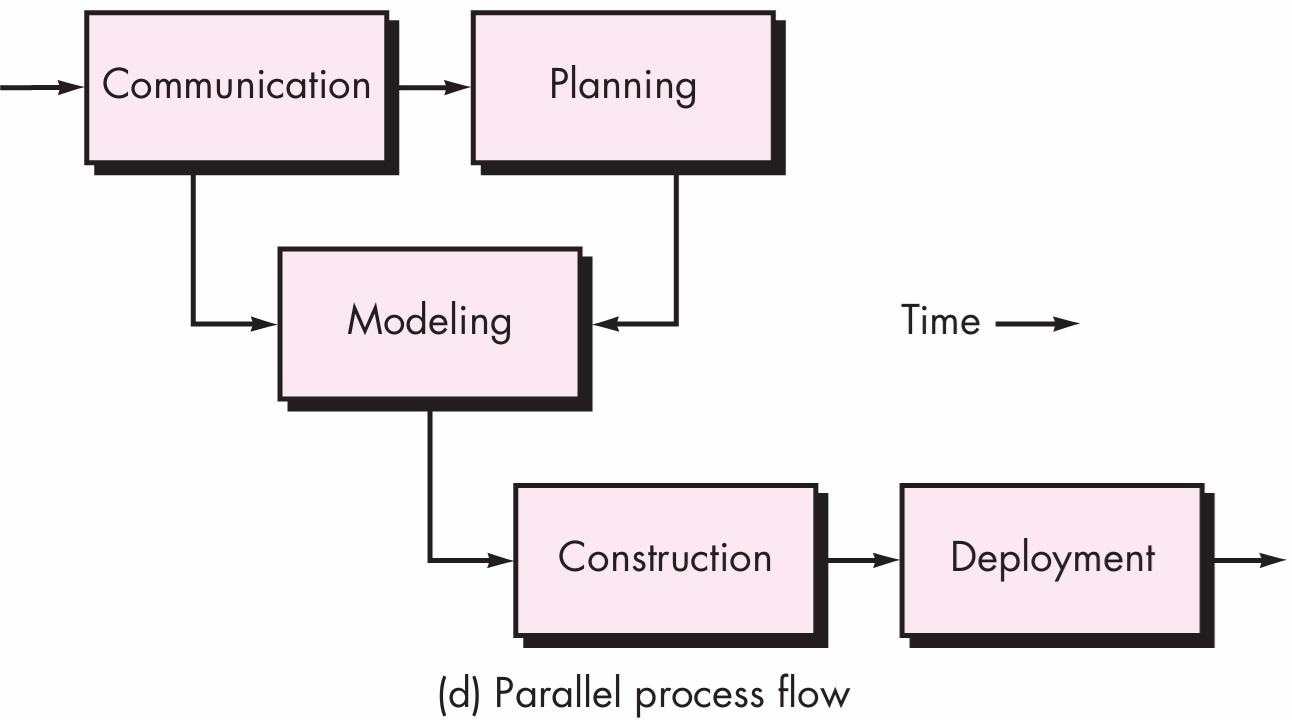 Communication
Planning
Modeling
Time
Construction
Deployment
(d) Parallel process flow